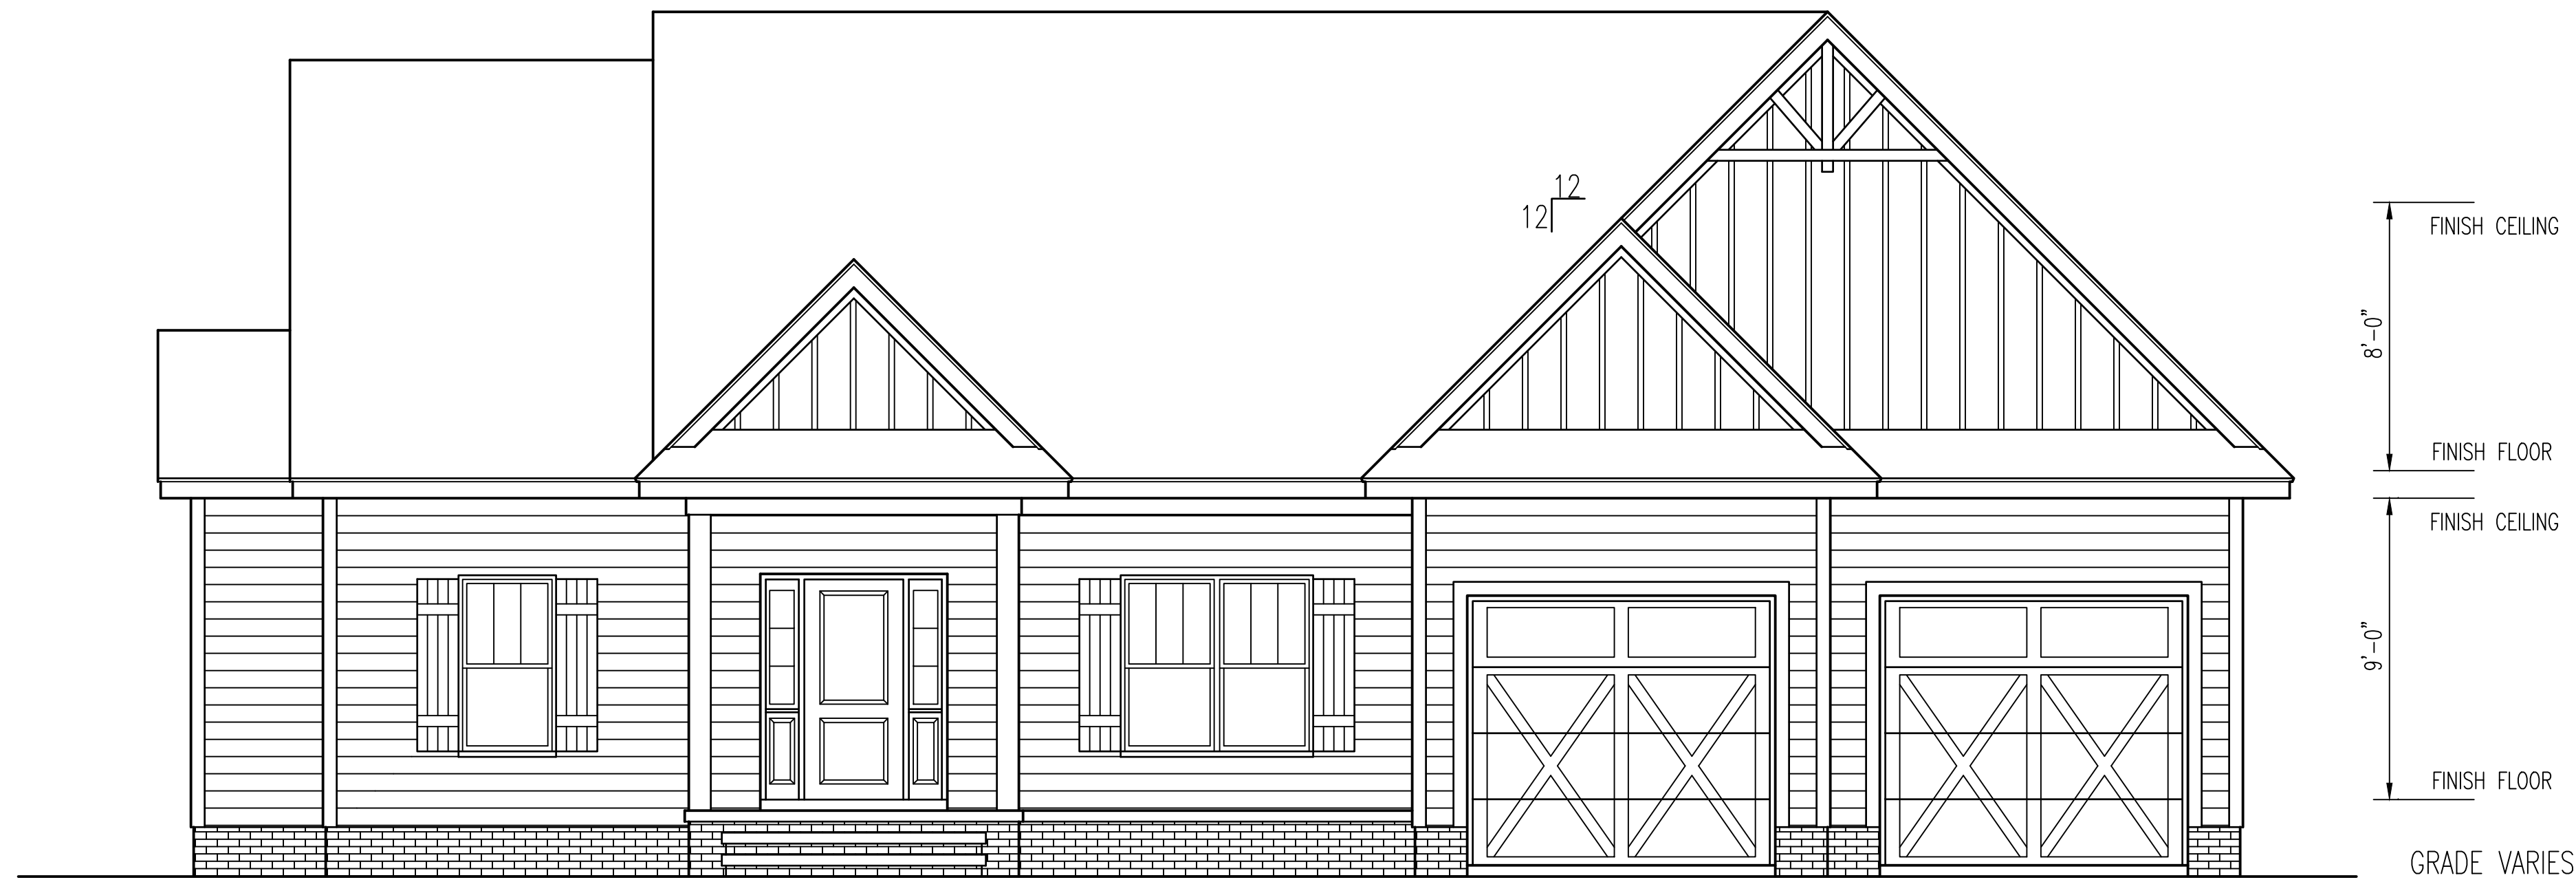 12
12
FINISH CEILING
8'-0"
FINISH FLOOR
FINISH CEILING
9'-0"
FINISH FLOOR
GRADE VARIES